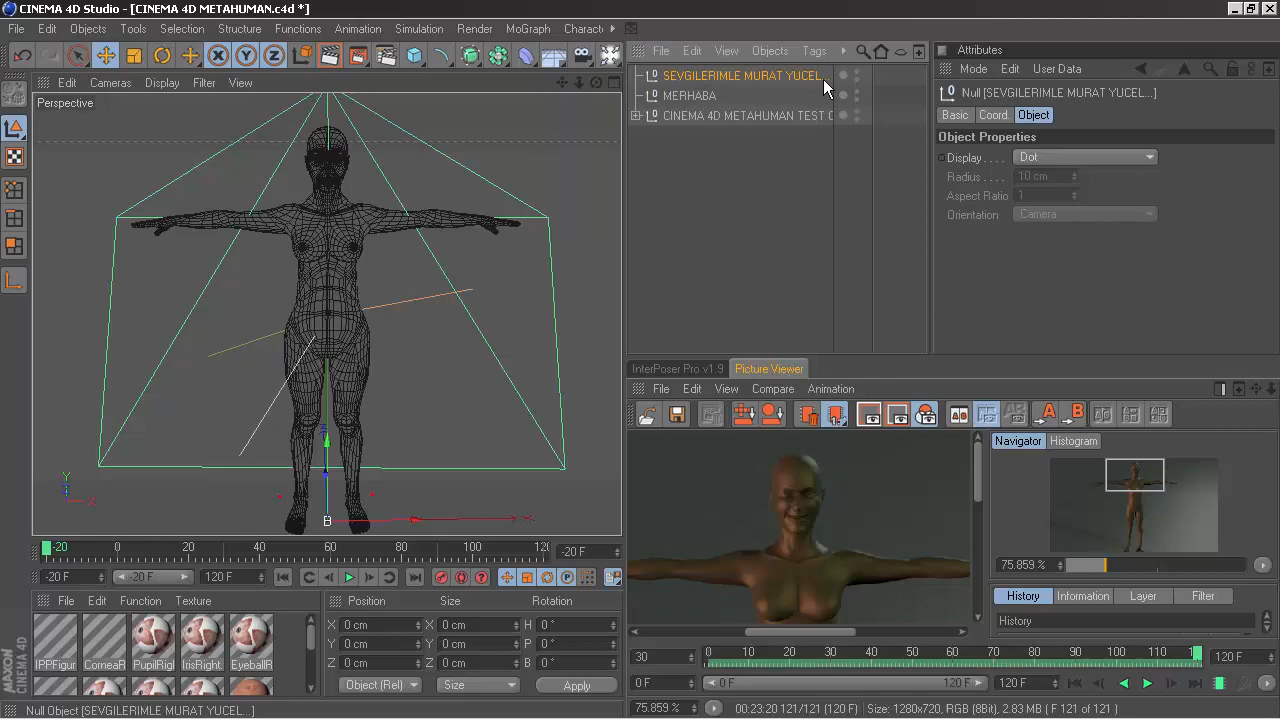 CINEMA 4D Studio - [CINEMA 4D METAHUMAN.c4d *]
File Edit Objects Tools Selection Structure Functions Animation Simulation Render MoGraph Charact
File Edit View Objects Tags
Attributes
Edit Cameras Display Filter View
Mode Edit User Data
Perspective
SEVGILERIMLE MURAT YUCEL...
MERHABA
CINEMA 4D METAHUMAN TEST
Null [SEVGILERIMLE MURAT YUCEL...]
Basic Coord. Object
Object Properties
Display . . . . Dot
Radius . . . . 10 cm
Aspect Ratio 1
Orientation Camera
InterPoser Pro v1.9 Picture Viewer
File Edit View Compare Animation
Navigator Histogram
Y
X
Z
X
-20 0 20 40 60 80 100 120 -20 F
-20 F -20 F 120 F
75.859 %
File Edit Function Texture
Position Size Rotation
History Information Layer Filter
History
X 0 cm X 0 cm H 0 °
Y 0 cm Y 0 cm P 0 °
Z 0 cm Z 0 cm B 0 °
IPPFigur CorneaR PupilRigl IrisRight. EyeballR
Object (Rel) Size Apply
30 0 10 20 30 40 50 60 70 80 90 100 110 120 F
0 F 0 F 120 F 120 F
MAXON CINEMA 4D
Null Object [SEVGILERIMLE MURAT YUCEL...]
75.859 % 00:23:20 121/121 (120 F) Size: 1280x720, RGB (8Bit), 2.83 MB ( F 121 of 121 )